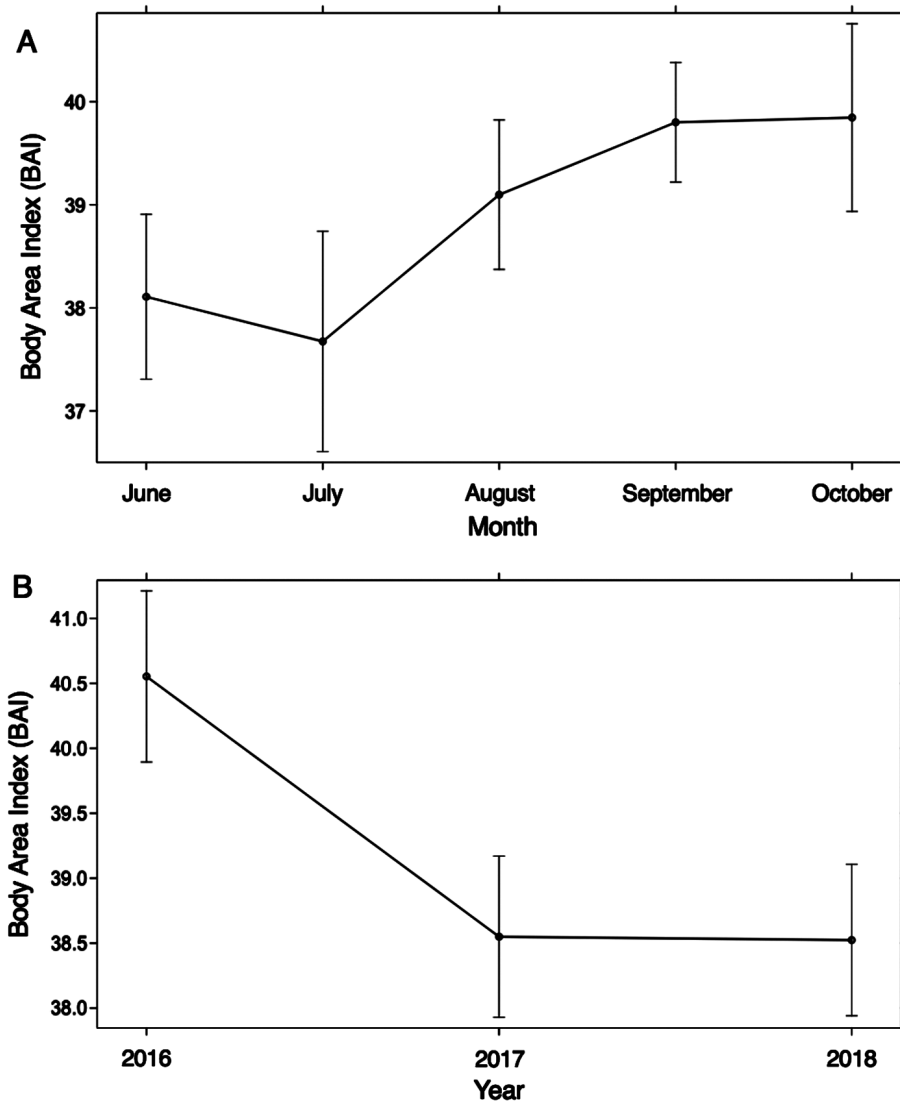 A
Body Area Index (BAI)
40
39
38
37
June July August September October
Month
B
Body Area Index (BAI)
41.0
40.5
40.0
39.5
39.0
38.5
38.0
2016 2017 2018
Year